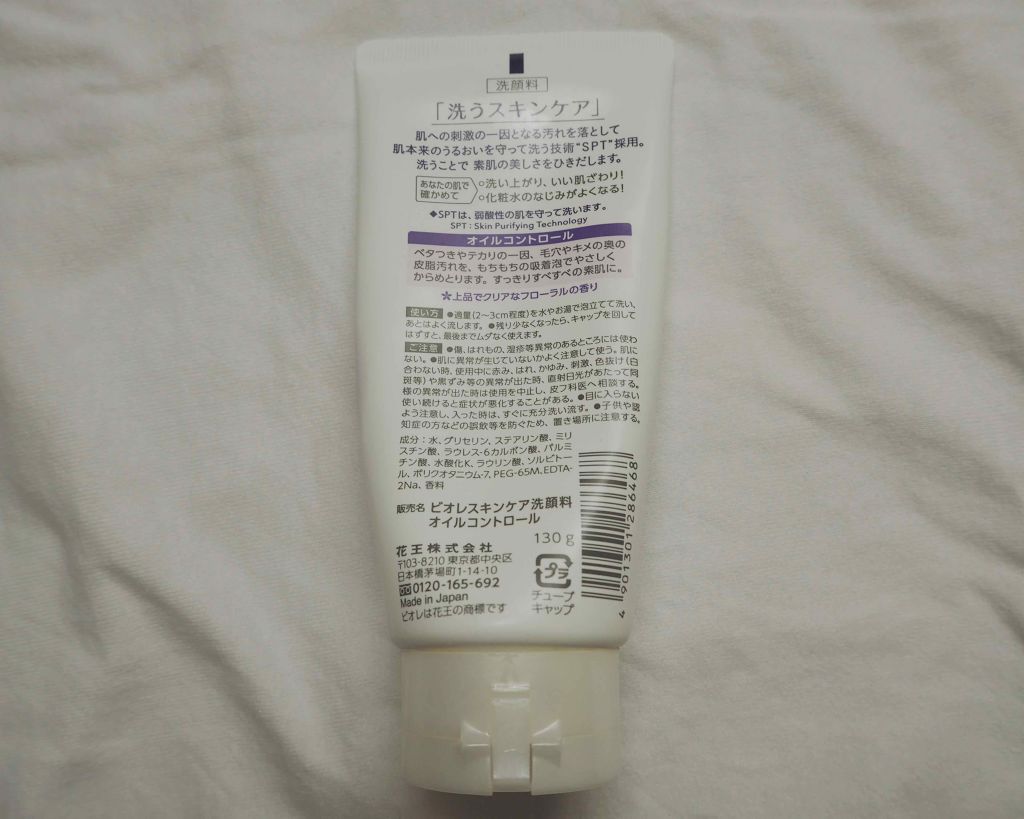 洗顔料
「洗うスキンケア」
肌への刺激の一因となる汚れを落として
肌本来のうるおいを守って洗う技術“SPT”採用。
洗うことで 素肌の美しさをひきだします。
あなたの肌で
確かめて
○洗い上がり、いい肌ざわり!
○化粧水のなじみがよくなる!
◆SPTは、弱酸性の肌を守って洗います。
SPT:Skin Purifying Technology
オイルコントロール
ベタつきやテカリの一因、毛穴やキメの奥の
皮脂汚れを、もちもちの吸着泡でやさしく
からめとります。すっきりすべすべの素肌に。
*上品でクリアなフローラルの香り
使い方 ●適量(2~3cm程度)を水やお湯で泡立てて洗い、
あとはよく流します。●残り少なくなったら、キャップを回して
はずすと、最後までムダなく使えます。
ご注意 ●傷、はれもの、湿疹等異常のあるところには使わ
ない。●肌に異常が生じていないかよく注意して使う。肌に
合わない時、使用中に赤み、はれ、かゆみ、刺激、色抜け(白
斑等)や黒ずみ等の異常が出た時、直射日光があたって同
様の異常が出た時は使用を中止し、皮フ科医へ相談する。
使い続けると症状が悪化することがある。●目に入らない
よう注意し、入った時は、すぐに充分洗い流す。●子供や認
知症の方などの誤飲等を防ぐため、置き場所に注意する。
成分:水、グリセリン、ステアリン酸、ミリ
スチン酸、ラウレス-6カルボン酸、パルミ
チン酸、水酸化K、ラウリン酸、ソルビトー
ル、ポリクオタニウム-7、PEG-65M、EDTA-
2Na、香料
販売名 ビオレスキンケア洗顔料
オイルコントロール
130g
花王株式会社
〒103-8210 東京都中央区
日本橋茅場町1-14-10
0120-165-692
Made in Japan
ビオレは花王の商標です
プラ
チューブ
キャップ
4 901301 286468